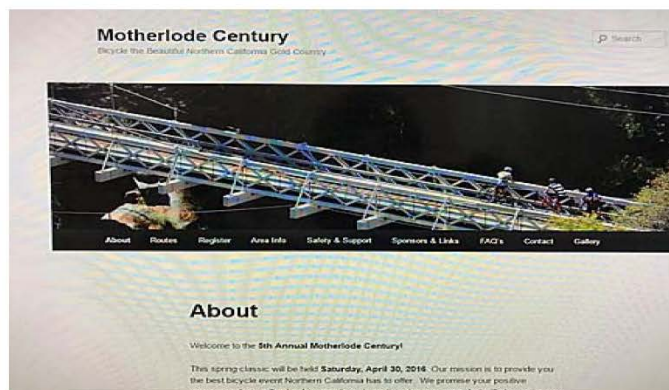 Motherlode Century
Bicycle the Beautiful Northern California Gold Country
Search
About Routes Register Area Info Safety & Support Sponsors & Links FAQ's Contact Gallery
About
Welcome to the 5th Annual Motherlode Century!
This spring classic will be held Saturday, April 30, 2016. Our mission is to provide you
the best bicycle event Northern California has to offer. We promise your positive